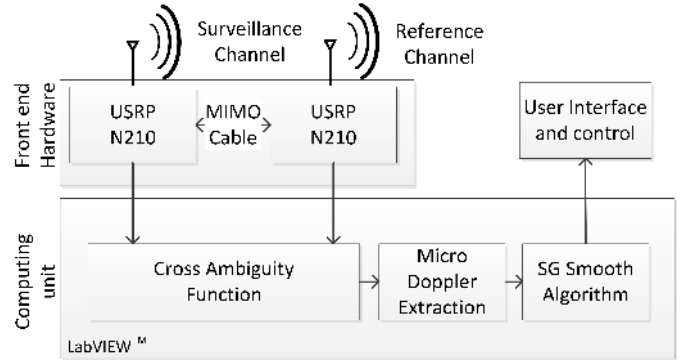 Surveillance
Channel
Reference
Channel
Front end
Hardware
USRP
N210
MIMO
Cable
USRP
N210
User Interface
and control
Computing
unit
Cross Ambiguity
Function
Micro
Doppler
Extraction
SG Smooth
Algorithm
LabVIEW ™